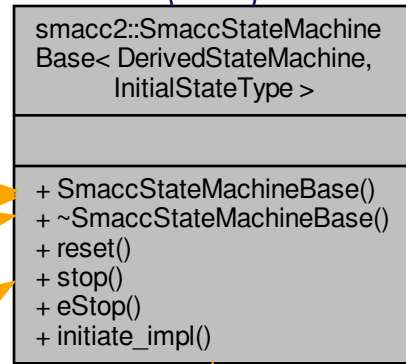 smacc2::SmaccStateMachine
Base< DerivedStateMachine,
InitialStateType >
+ SmaccStateMachineBase()
+ ~SmaccStateMachineBase()
+ reset()
+ stop()
+ eStop()
+ initiate_impl()